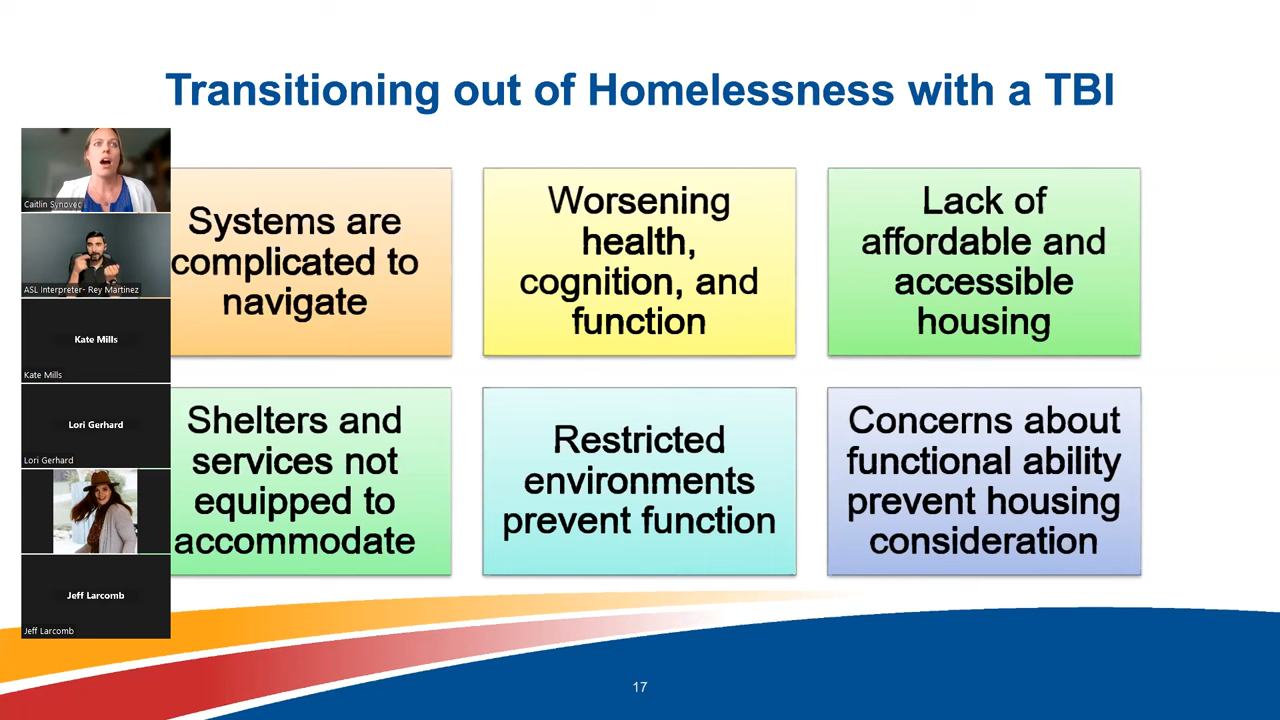 Transitioning out of Homelessness with a TBI
Caitlin Synovec
ASL Interpreter- Rey Martinez
Kate Mills
Kate Mills
Lori Gerhard
Lori Gerhard
Jeff Larcomb
Jeff Larcomb
Systems are
complicated to
navigate
Worsening
health,
cognition, and
function
Lack of
affordable and
accessible
housing
Shelters and
services not
equipped to
accommodate
Restricted
environments
prevent function
Concerns about
functional ability
prevent housing
consideration
17